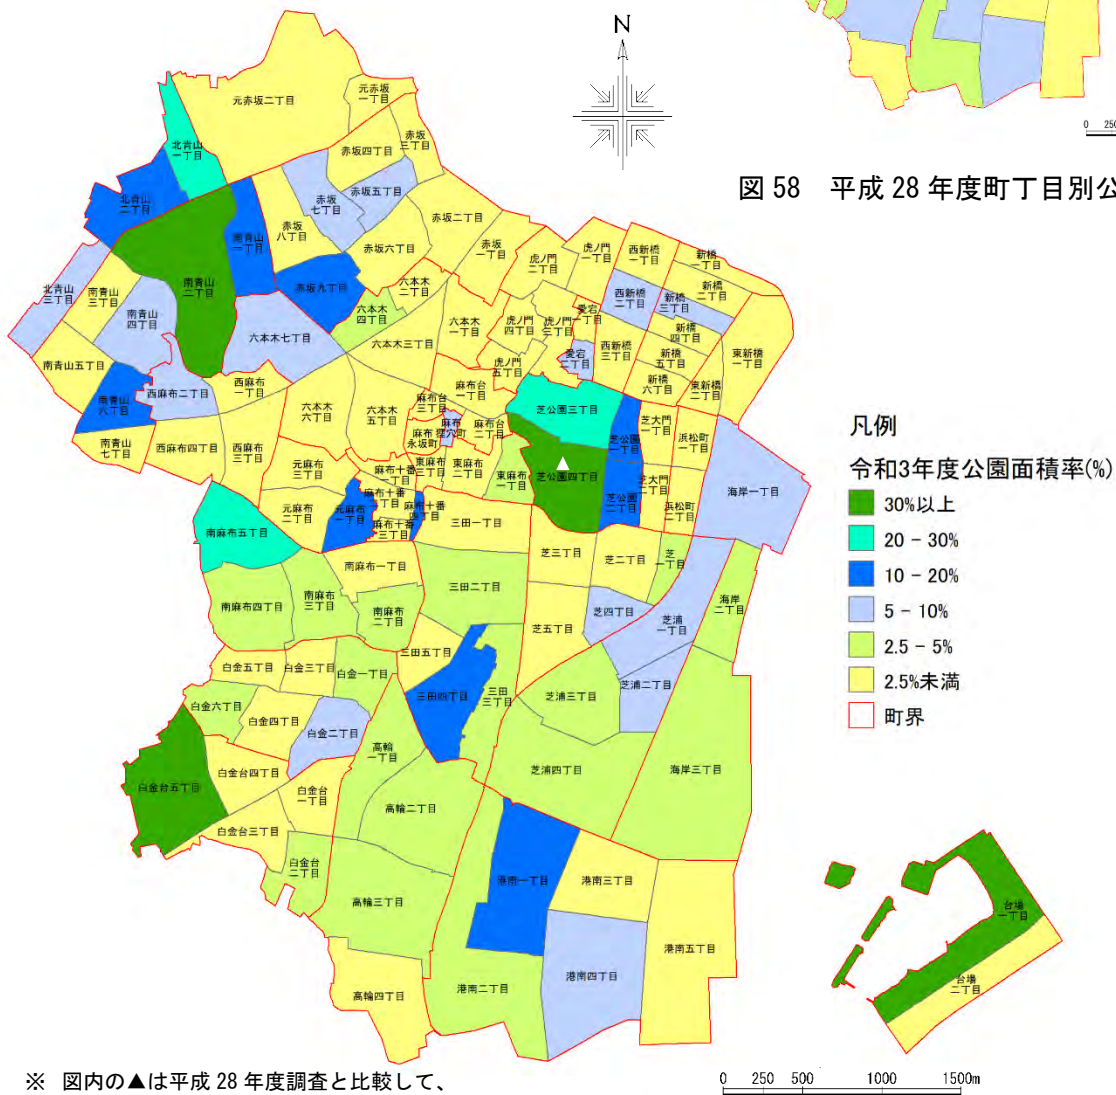 N
0 250
図 58 平成 28 年度町丁目別公
元赤坂二丁目
元赤坂
一丁目
赤坂
三丁目
赤坂四丁目
北青山
一丁目
赤坂五丁目
赤坂
七丁目
北青山
二丁目
赤坂二丁目
南青山
一丁目
赤坂
八丁目
赤坂六丁目
赤坂
一丁目
虎ノ門
二丁目
虎ノ門
一丁目
西新橋
一丁目
新橋
一丁目
新橋
二丁目
北青山
三丁目
南青山
三丁目
南青山
二丁目
赤坂九丁目
六本木
二丁目
六本木
四丁目
西新橋
二丁目
新橋
三丁目
南青山
四丁目
六本木七丁目
六本木
一丁目
虎ノ門
四丁目
虎ノ門
三丁目
愛宕
一丁目
新橋
四丁目
六本木三丁目
愛宕
二丁目
西新橋
三丁目
新橋
五丁目
東新橋
一丁目
南青山五丁目
虎ノ門
五丁目
新橋
六丁目
東新橋
二丁目
南青山
六丁目
西麻布二丁目
西麻布
一丁目
六本木
六丁目
六本木
五丁目
麻布台
一丁目
麻布台
三丁目
芝公園三丁目
芝大門
一丁目
麻布
狸穴町
麻布台
二丁目
麻布
永坂町
芝公園
一丁目
浜松町
一丁目
南青山
七丁目
西麻布四丁目
西麻布
三丁目
元麻布
三丁目
麻布十番
一丁目
東麻布
三丁目
東麻布
二丁目
東麻布
一丁目
芝公園四丁目
芝公園
二丁目
芝大門
二丁目
海岸一丁目
元麻布
二丁目
元麻布
一丁目
麻布十番
二丁目
麻布十番
四丁目
麻布十番
三丁目
浜松町
二丁目
三田一丁目
南麻布五丁目
芝三丁目
芝二丁目
芝
一丁目
南麻布一丁目
三田二丁目
南麻布四丁目
南麻布
三丁目
南麻布
二丁目
芝四丁目
芝浦
一丁目
海岸
二丁目
芝五丁目
三田五丁目
白金五丁目
白金三丁目
白金一丁目
三田四丁目
三田
三丁目
芝浦三丁目
芝浦二丁目
白金六丁目
白金四丁目
白金二丁目
高輪
一丁目
芝浦四丁目
海岸三丁目
白金台五丁目
白金台四丁目
白金台
一丁目
高輪二丁目
白金台三丁目
白金台
二丁目
港南一丁目
港南三丁目
高輪三丁目
港南五丁目
港南四丁目
港南二丁目
高輪四丁目
台場
一丁目
台場
二丁目
凡例
令和3年度公園面積率(%)
30%以上
20 - 30%
10 - 20%
5 - 10%
2.5 - 5%
2.5%未満
町界
※ 図内の▲は平成 28 年度調査と比較して、
0 250 500 1000 1500m